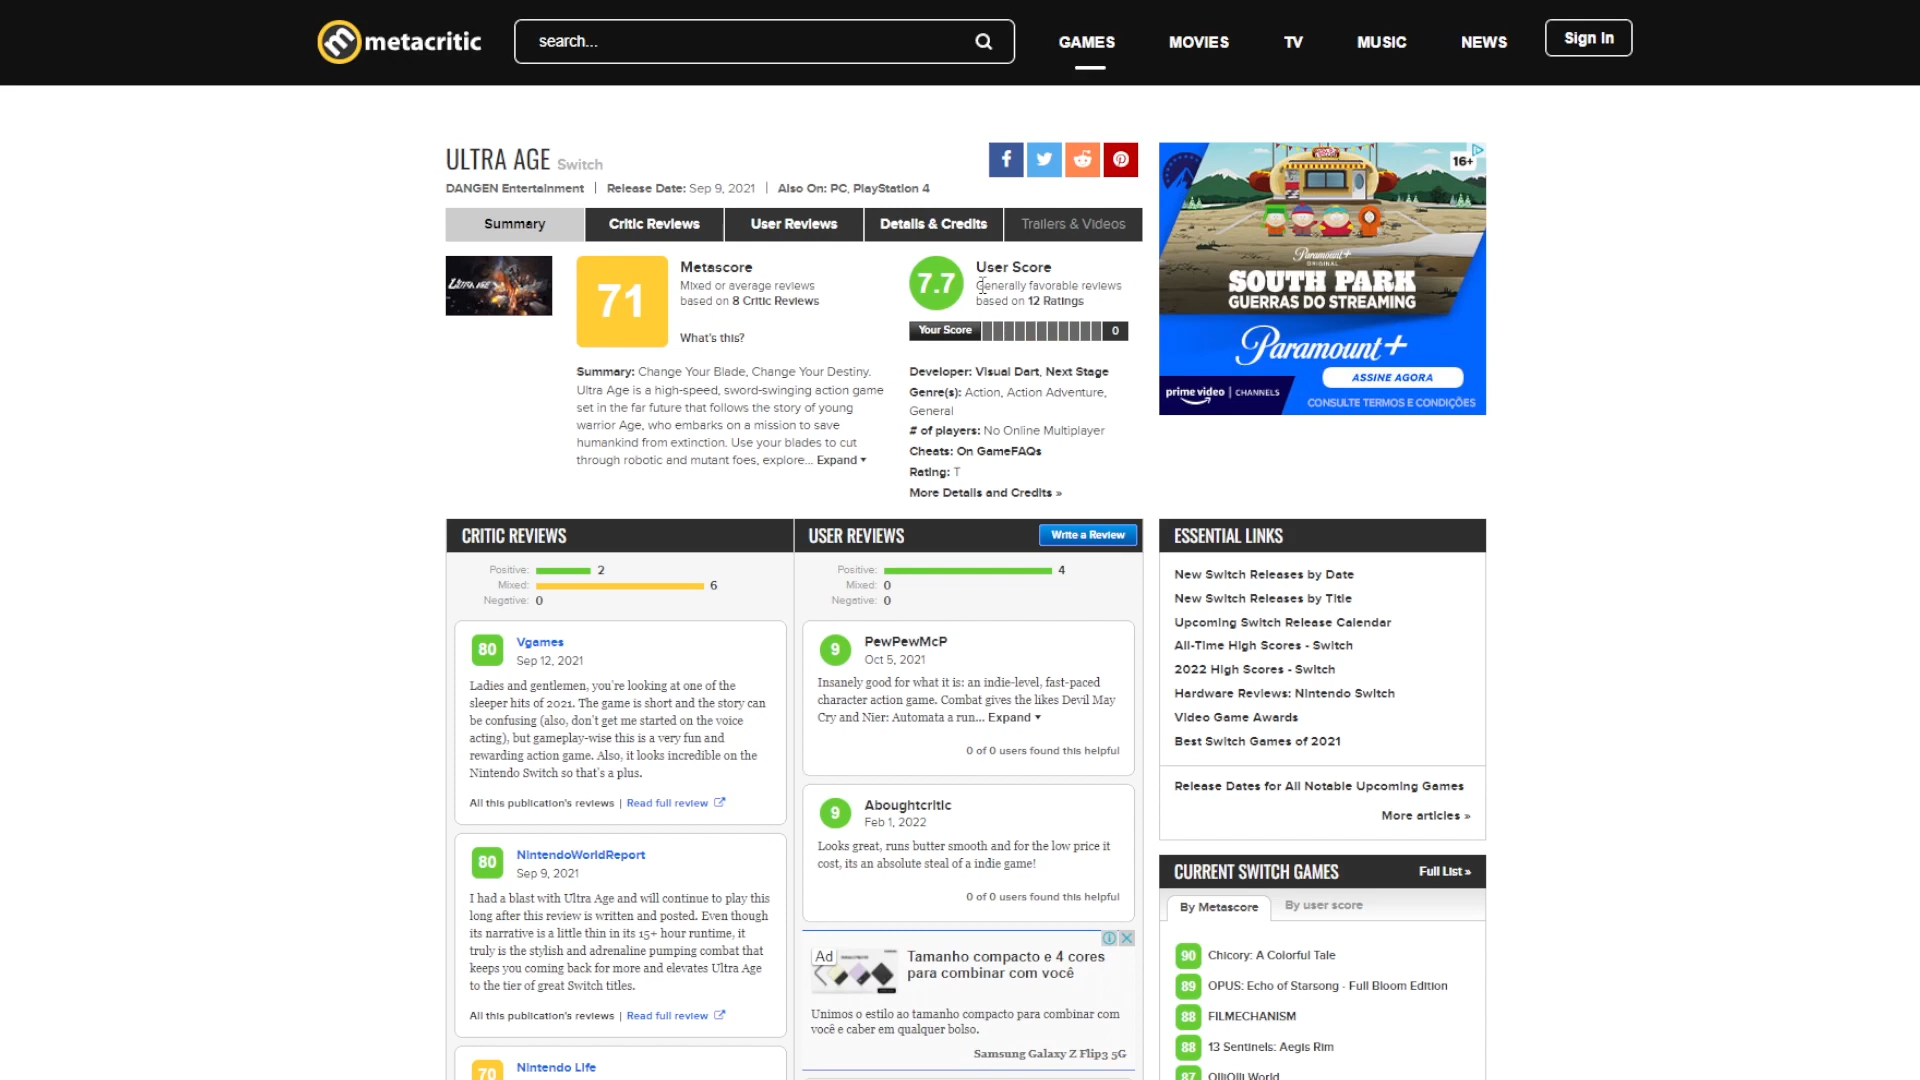 metacritic
search...
GAMES
MOVIES
TV
MUSIC
NEWS
Sign In
ULTRA AGE Switch
DANGEN Entertainment | Release Date: Sep 9, 2021 | Also On: PC, PlayStation 4
Summary
Critic Reviews
User Reviews
Details & Credits
Trailers & Videos
ULTRA AGE
71
Metascore
Mixed or average reviews
based on 8 Critic Reviews
What's this?
Summary: Change Your Blade, Change Your Destiny.
Ultra Age is a high-speed, sword-swinging action game
set in the far future that follows the story of young
warrior Age, who embarks on a mission to save
humankind from extinction. Use your blades to cut
through robotic and mutant foes, explore... Expand
7.7
User Score
Generally favorable reviews
based on 12 Ratings
Your Score
0
Developer: Visual Dart, Next Stage
Genre(s): Action, Action Adventure,
General
# of players: No Online Multiplayer
Cheats: On GameFAQs
Rating: T
More Details and Credits »
16+
Paramount+
ORIGINAL
SOUTH PARK
GUERRAS DO STREAMING
Paramount+
ASSINE AGORA
prime video | CHANNELS
CONSULTE TERMOS E CONDIÇÕES
CRITIC REVIEWS
Positive: 2
Mixed: 6
Negative: 0
80
Vgames
Sep 12, 2021
Ladies and gentlemen, you're looking at one of the
sleeper hits of 2021. The game is short and the story can
be confusing (also, don't get me started on the voice
acting), but gameplay-wise this is a very fun and
rewarding action game. Also, it looks incredible on the
Nintendo Switch so that's a plus.
All this publication's reviews | Read full review
80
NintendoWorldReport
Sep 9, 2021
I had a blast with Ultra Age and will continue to play this
long after this review is written and posted. Even though
its narrative is a little thin in its 15+ hour runtime, it
truly is the stylish and adrenaline pumping combat that
keeps you coming back for more and elevates Ultra Age
to the tier of great Switch titles.
All this publication's reviews | Read full review
70
Nintendo Life
USER REVIEWS
Write a Review
Positive: 4
Mixed: 0
Negative: 0
9
PewPewMcP
Oct 5, 2021
Insanely good for what it is: an indie-level, fast-paced
character action game. Combat gives the likes Devil May
Cry and Nier: Automata a run... Expand
0 of 0 users found this helpful
9
Aboughtcritic
Feb 1, 2022
Looks great, runs butter smooth and for the low price it
cost, its an absolute steal of a indie game!
0 of 0 users found this helpful
Ad
Tamanho compacto e 4 cores
para combinar com você
Unimos o estilo ao tamanho compacto para combinar com
você e caber em qualquer bolso.
Samsung Galaxy Z Flip3 5G
ESSENTIAL LINKS
New Switch Releases by Date
New Switch Releases by Title
Upcoming Switch Release Calendar
All-Time High Scores - Switch
2022 High Scores - Switch
Hardware Reviews: Nintendo Switch
Video Game Awards
Best Switch Games of 2021
Release Dates for All Notable Upcoming Games
More articles »
CURRENT SWITCH GAMES
Full List »
By Metascore
By user score
90 Chicory: A Colorful Tale
89 OPUS: Echo of Starsong - Full Bloom Edition
88 FILMECHANISM
88 13 Sentinels: Aegis Rim
87 OlliOlli World